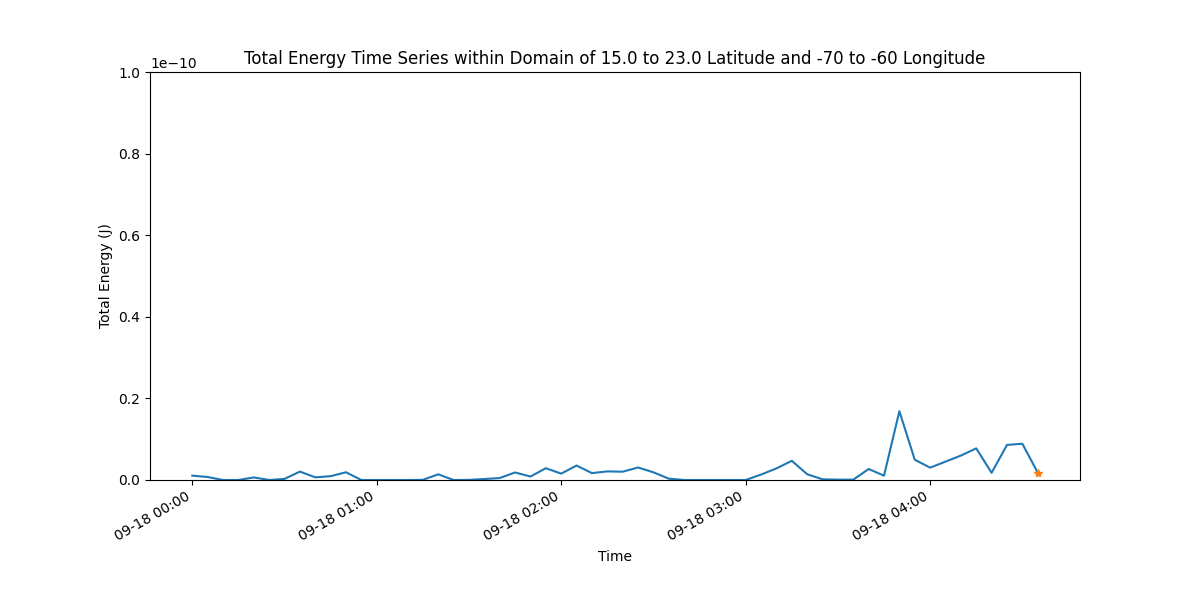 Total Energy Time Series within Domain of 15.0 to 23.0 Latitude and -70 to -60 Longitude
1e−10
1.0
0.8
0.6
0.4
0.2
0.0
Total Energy (J)
09-18 00:00
09-18 01:00
09-18 02:00
09-18 03:00
09-18 04:00
Time